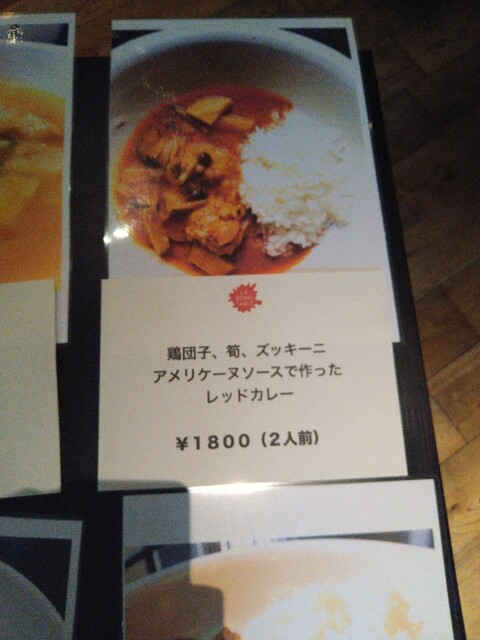 鶏団子、筍、ズッキーニ
アメリケーヌソースで作った
レッドカレー
¥1800（2人前）